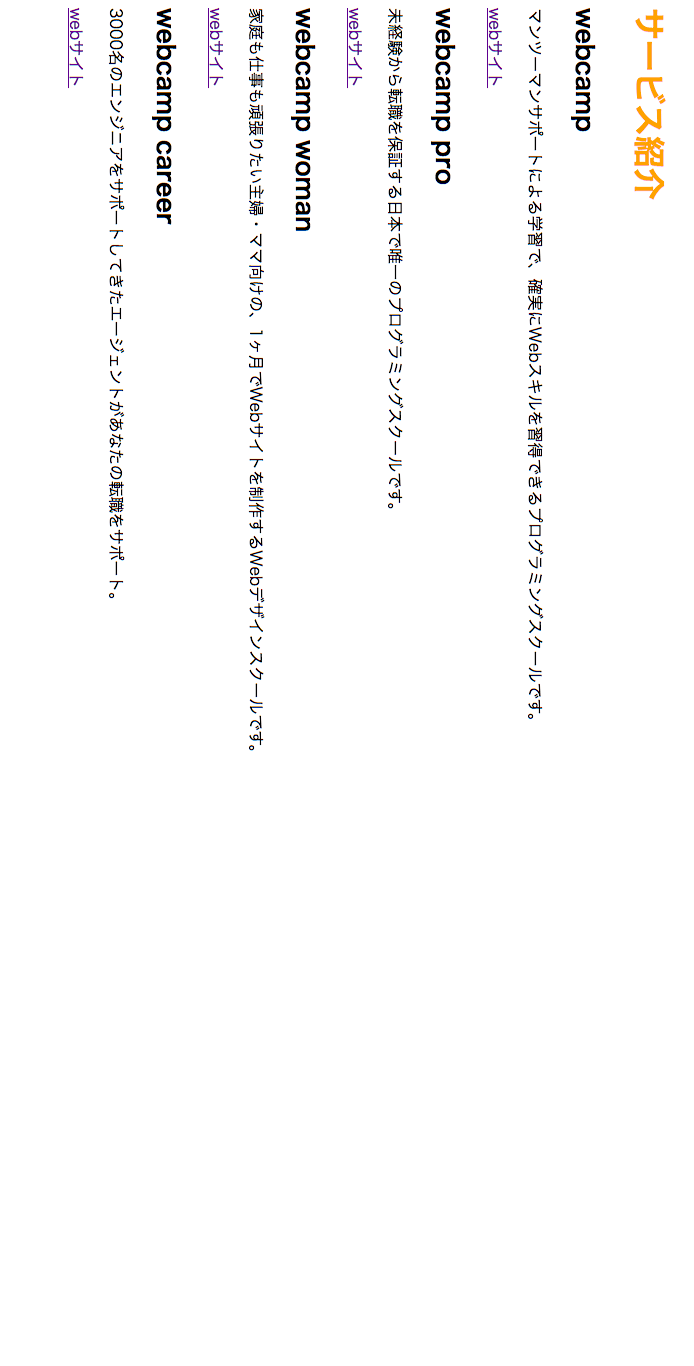 サービス紹介
webcamp
マンツーマンサポートによる学習で、確実にWebスキルを習得できるプログラミングスクールです。
webサイト
webcamp pro
未経験から転職を保証する日本で唯一のプログラミングスクールです。
webサイト
webcamp woman
家庭も仕事も頑張りたい主婦・ママ向けの、1ヶ月でWebサイトを制作するWebデザインスクールです。
webサイト
webcamp career
3000名のエンジニアをサポートしてきたエージェントがあなたの転職をサポート。
webサイト